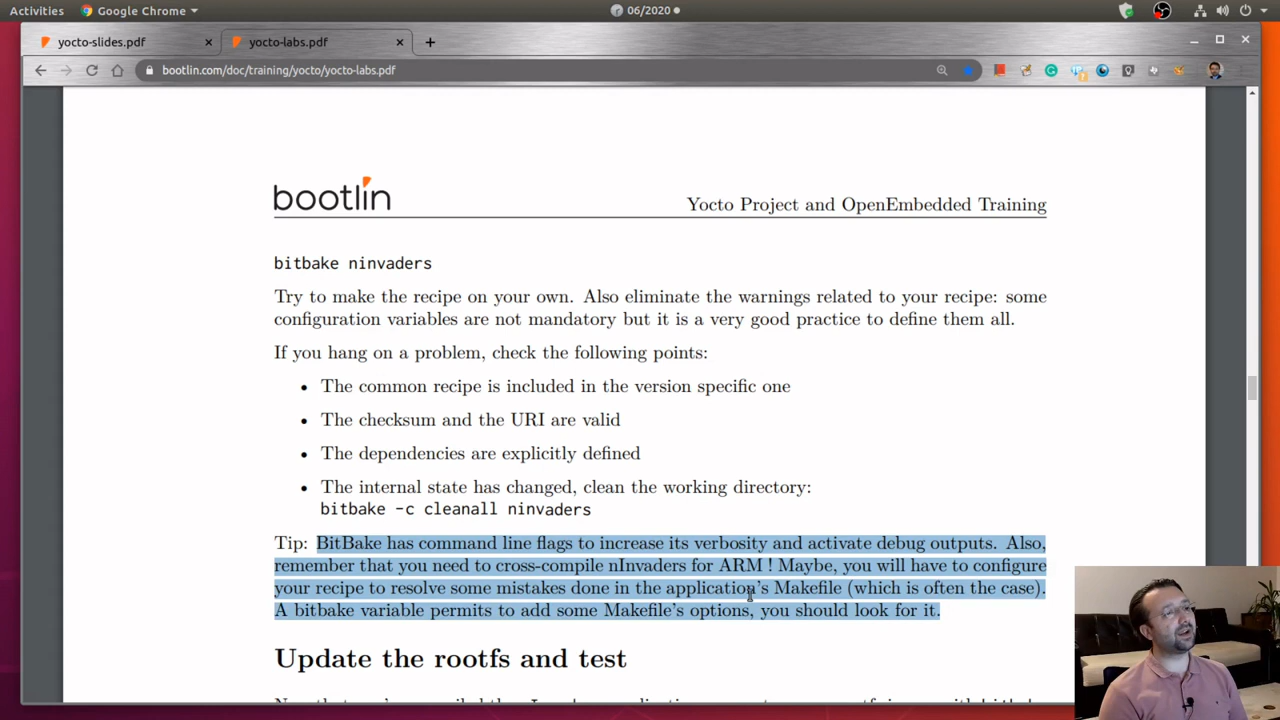 Activities
Google Chrome
06/2020
yocto-slides.pdf
yocto-labs.pdf
bootlin.com/doc/training/yocto/yocto-labs.pdf
bootlin
Yocto Project and OpenEmbedded Training
bitbake ninvaders
Try to make the recipe on your own. Also eliminate the warnings related to your recipe: some
configuration variables are not mandatory but it is a very good practice to define them all.
If you hang on a problem, check the following points:
• The common recipe is included in the version specific one
• The checksum and the URI are valid
• The dependencies are explicitly defined
• The internal state has changed, clean the working directory:
bitbake -c cleanall ninvaders
Tip: BitBake has command line flags to increase its verbosity and activate debug outputs. Also,
remember that you need to cross-compile nInvaders for ARM ! Maybe, you will have to configure
your recipe to resolve some mistakes done in the application's Makefile (which is often the case).
A bitbake variable permits to add some Makefile's options, you should look for it.
Update the rootfs and test